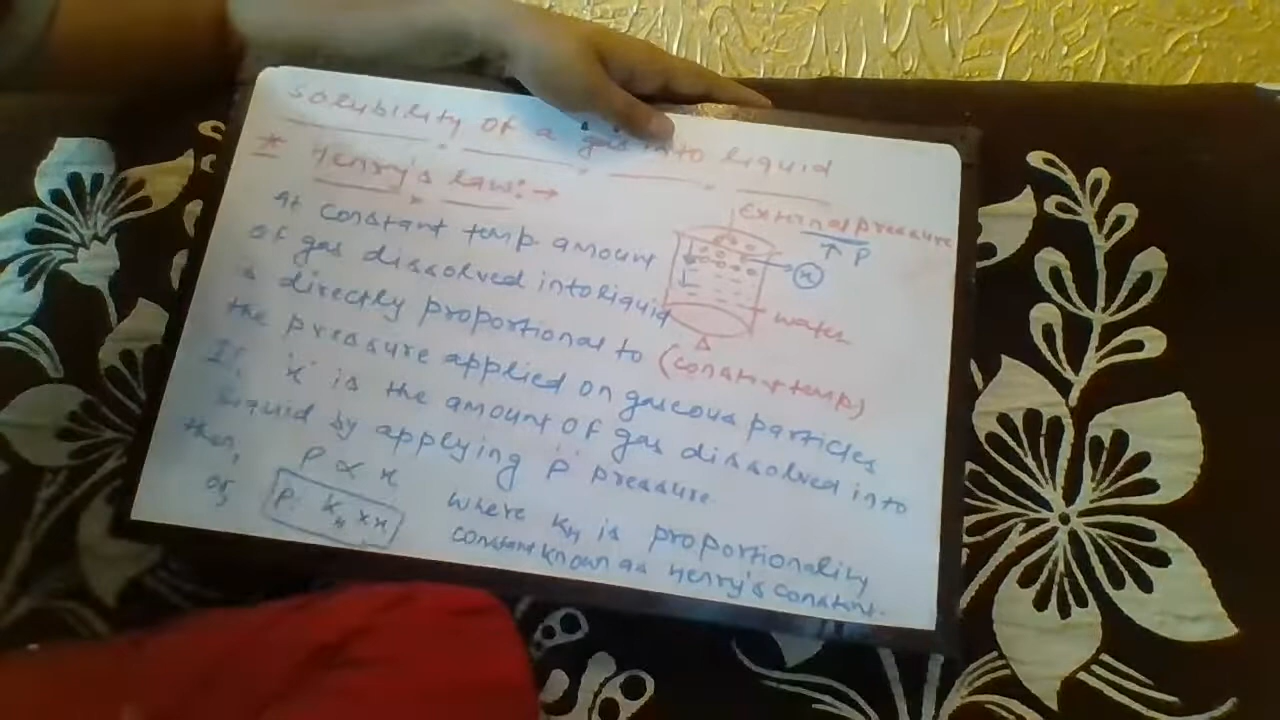 Solubility of a gas into liquid
* Henry's law:→
At constant temp. amount
of gas dissolved into liquid
is directly proportional to
the pressure applied on gaseous particles
If, 'x' is the amount of gas dissolved into
liquid by applying 'P' pressure.
then, P ∝ x
or, P = K_H × x
where K_H is proportionality
constant known as Henry's constant.
External pressure
↑ P
x
water
Δ
(constant temp)